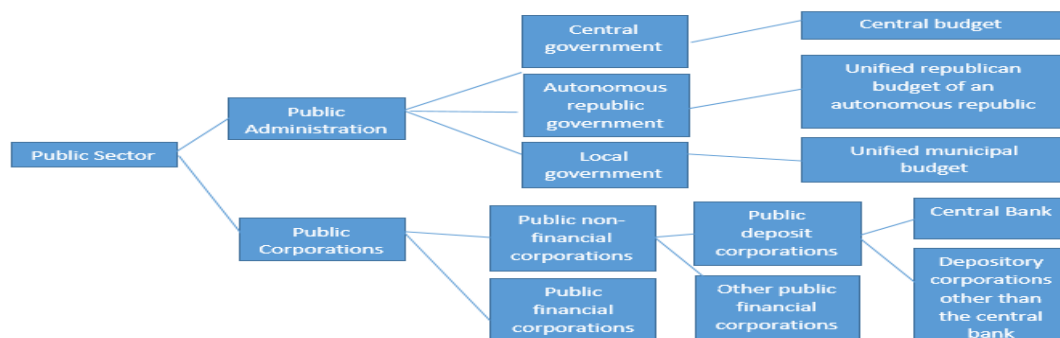 Public Sector
Public
Administration
Public
Corporations
Central
government
Autonomous
republic
government
Local
government
Central budget
Unified republican
budget of an
autonomous republic
Unified municipal
budget
Public non-
financial
corporations
Public
financial
corporations
Public
deposit
corporations
Other public
financial
corporations
Central Bank
Depository
corporations
other than
the central
bank